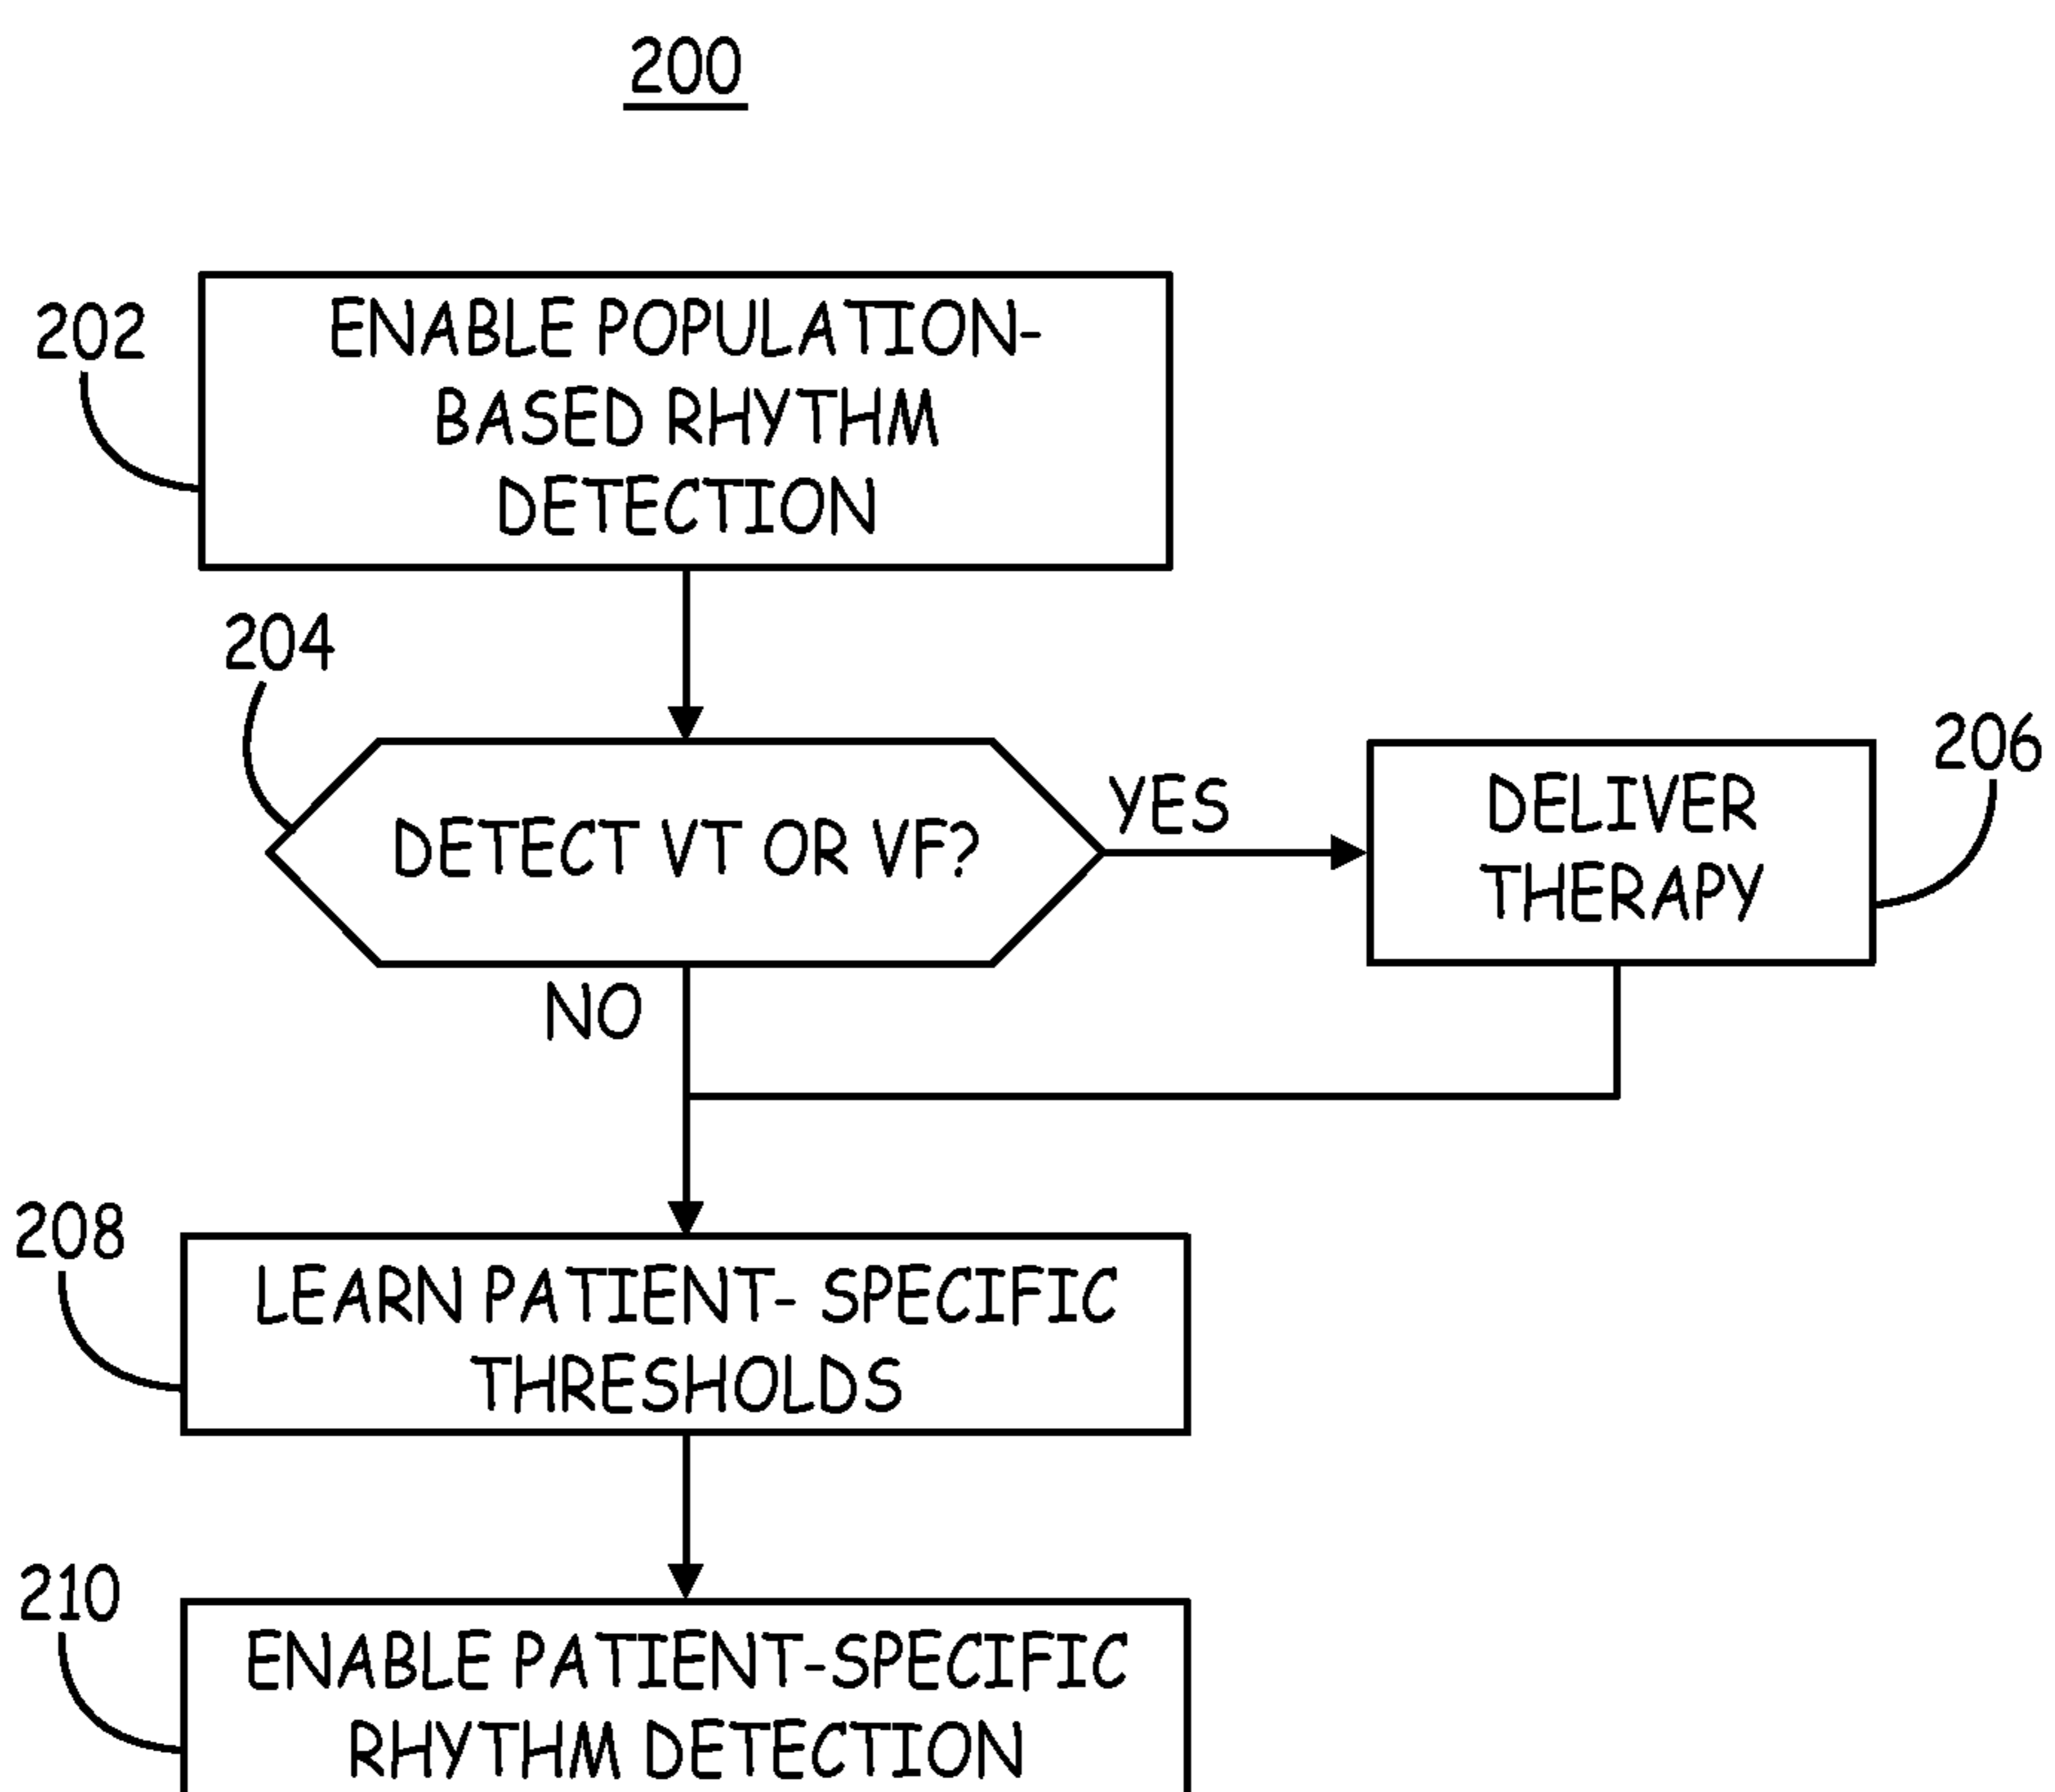 200
202
ENABLE POPULATION-
BASED RHYTHM
DETECTION
204
DETECT VT OR VF?
YES
206
DELIVER
THERAPY
NO
208
LEARN PATIENT- SPECIFIC
THRESHOLDS
210
ENABLE PATIENT-SPECIFIC
RHYTHM DETECTION